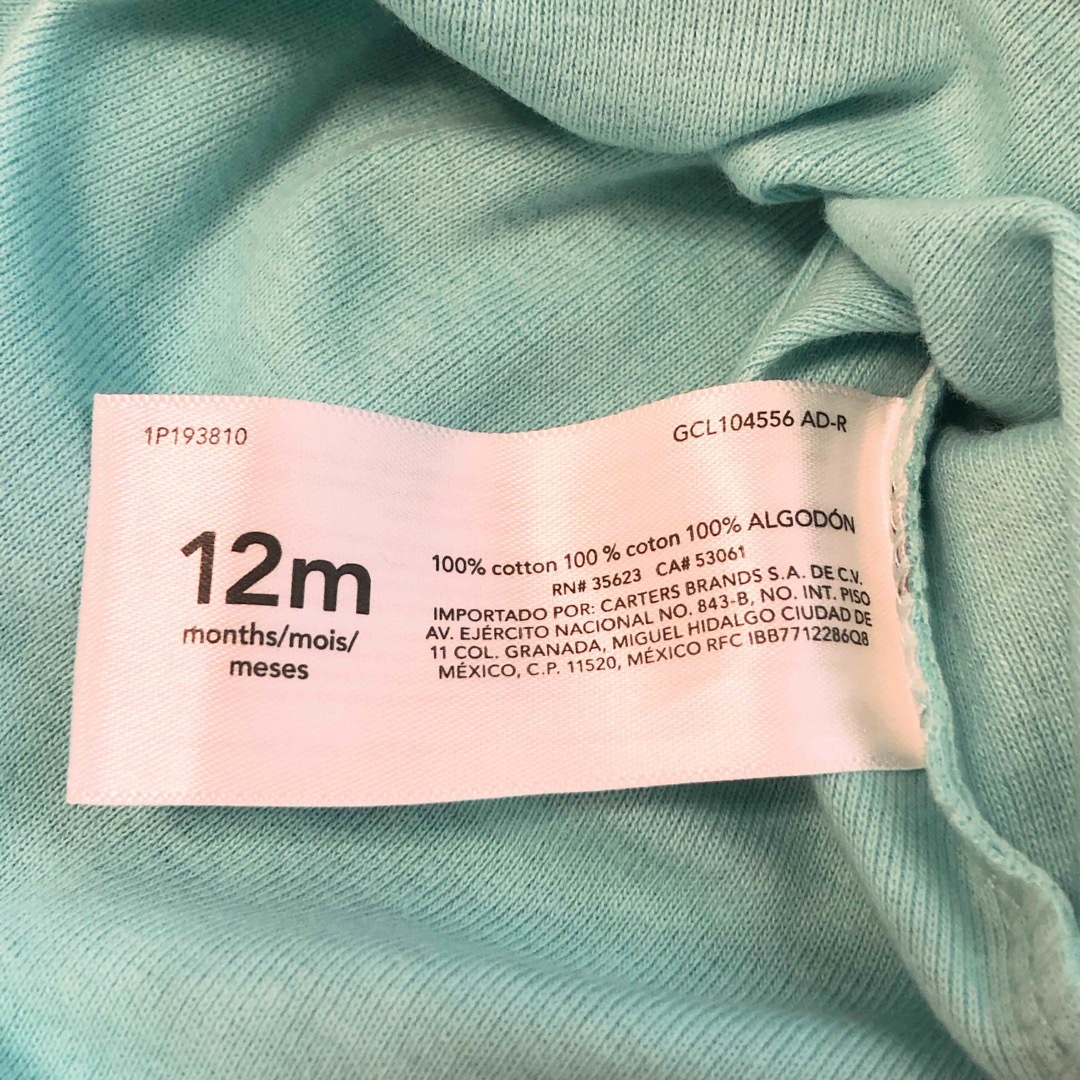 1P193810
GCL104556 AD-R
12m
months/mois/
meses
100% cotton 100 % coton 100% ALGODÓN
RN# 35623 CA# 53061
IMPORTADO POR: CARTERS BRANDS S.A. DE C.V.
AV. EJÉRCITO NACIONAL NO. 843-B, NO. INT. PISO
11 COL. GRANADA, MIGUEL HIDALGO CIUDAD DE
MÉXICO, C.P. 11520, MÉXICO RFC IBB7712286Q8